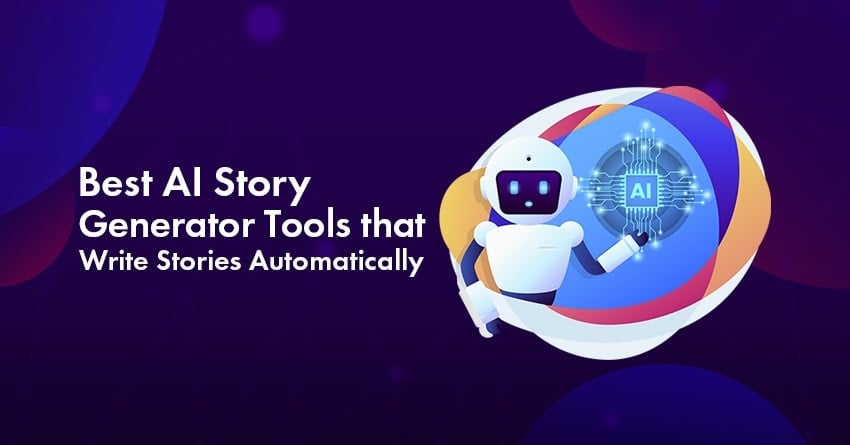 Best AI Story
Generator Tools that
Write Stories Automatically
AI